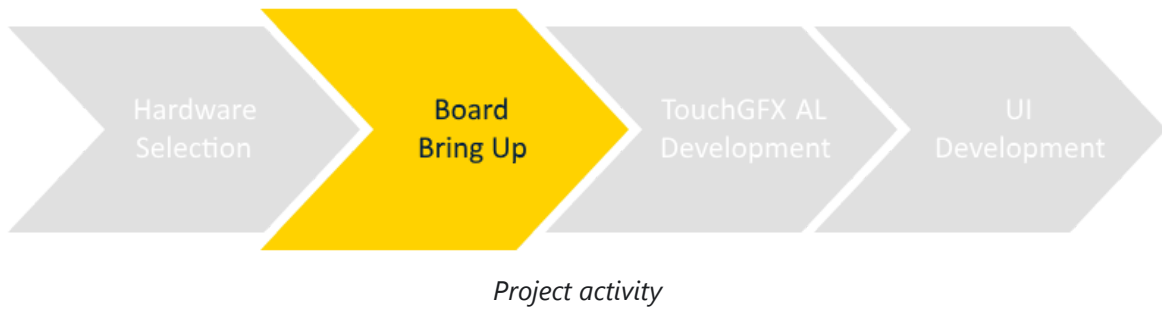 Hardware
Selection
Board
Bring Up
TouchGFX AL
Development
UI
Development
Project activity